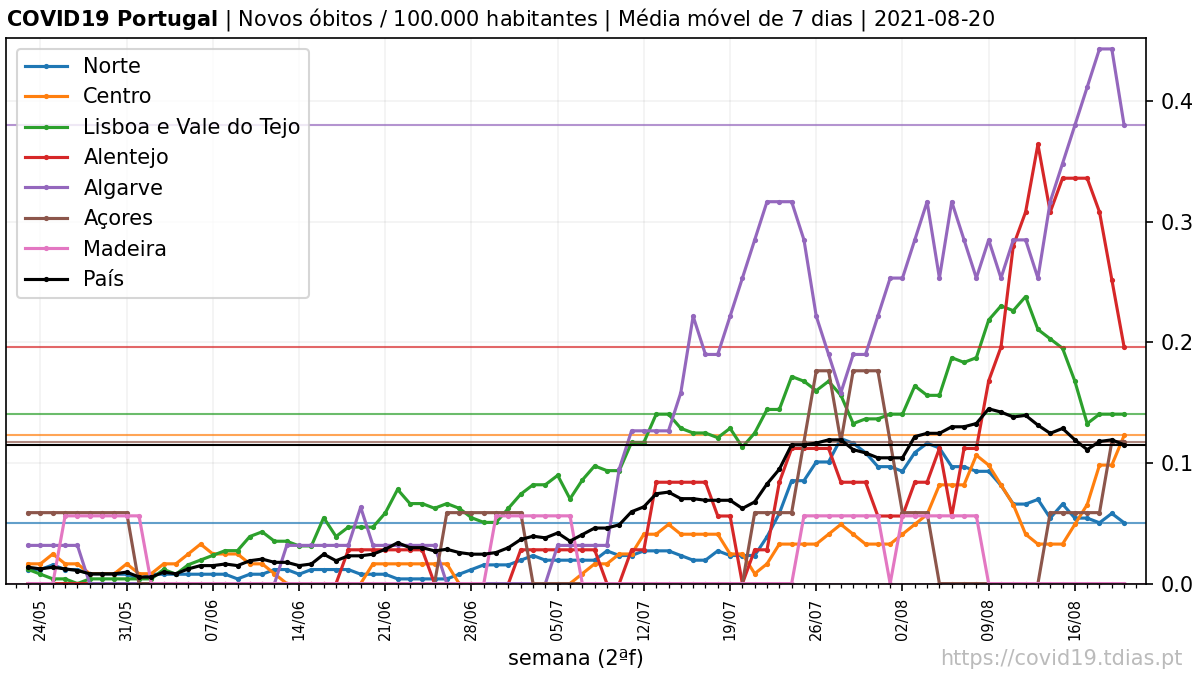 COVID19 Portugal | Novos óbitos / 100.000 habitantes | Média móvel de 7 dias | 2021-08-20
Norte
Centro
Lisboa e Vale do Tejo
Alentejo
Algarve
Açores
Madeira
País
0.4
0.3
0.2
0.1
0.0
24/05 31/05 07/06 14/06 21/06 28/06 05/07 12/07 19/07 26/07 02/08 09/08 16/08
semana (2ªf)
https://covid19.tdias.pt